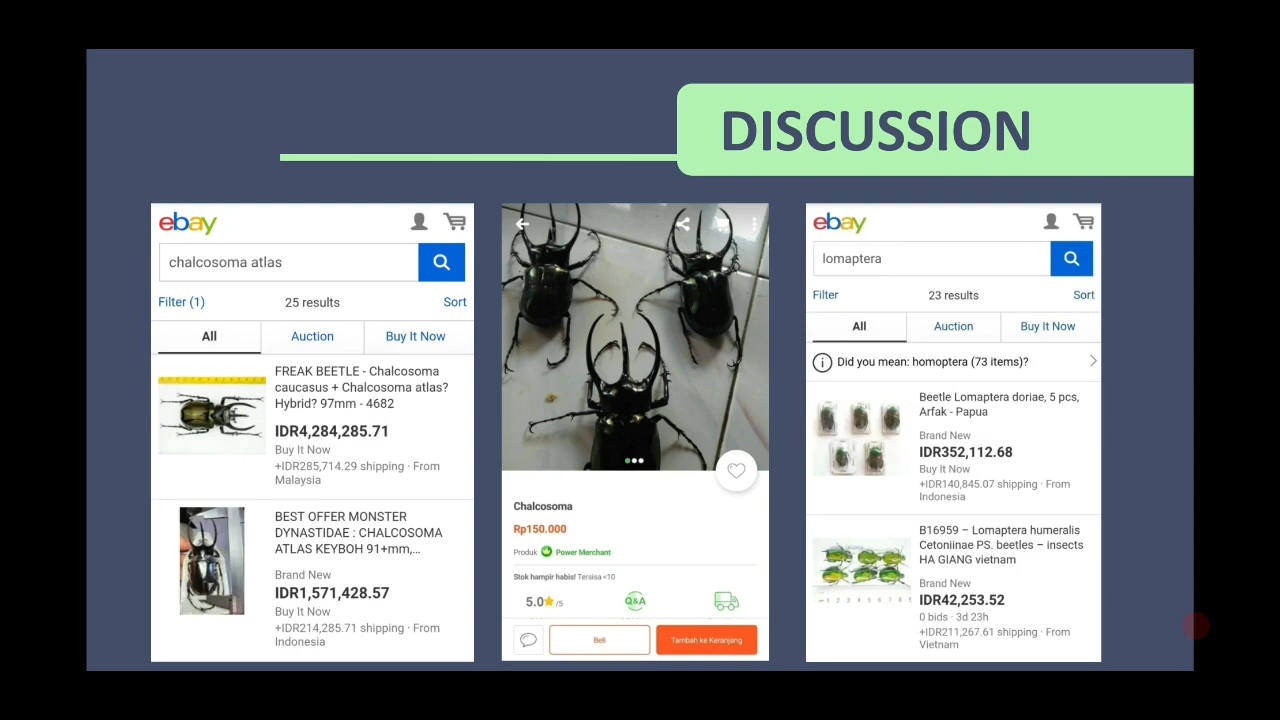 DISCUSSION
ebay
chalcosoma atlas
Filter (1)
25 results
Sort
All
Auction
Buy It Now
FREAK BEETLE - Chalcosoma
caucasus + Chalcosoma atlas?
Hybrid? 97mm - 4682
IDR4,284,285.71
Buy It Now
+IDR285,714.29 shipping · From
Malaysia
BEST OFFER MONSTER
DYNASTIDAE : CHALCOSOMA
ATLAS KEYBOH 91+mm,...
Brand New
IDR1,571,428.57
Buy It Now
+IDR214,285.71 shipping · From
Indonesia
Chalcosoma
Rp150.000
Produk Power Merchant
Stok hampir habis! Tersisa <10
5.0 /5
Q&A
Beli
Tambah ke Keranjang
ebay
lomaptera
Filter
23 results
Sort
All
Auction
Buy It Now
Did you mean: homoptera (73 items)?
Beetle Lomaptera doriae, 5 pcs,
Arfak - Papua
Brand New
IDR352,112.68
Buy It Now
+IDR140,845.07 shipping · From
Indonesia
B16959 – Lomaptera humeralis
Cetoniinae PS. beetles – insects
HA GIANG vietnam
Brand New
IDR42,253.52
0 bids · 3d 23h
+IDR211,267.61 shipping · From
Vietnam